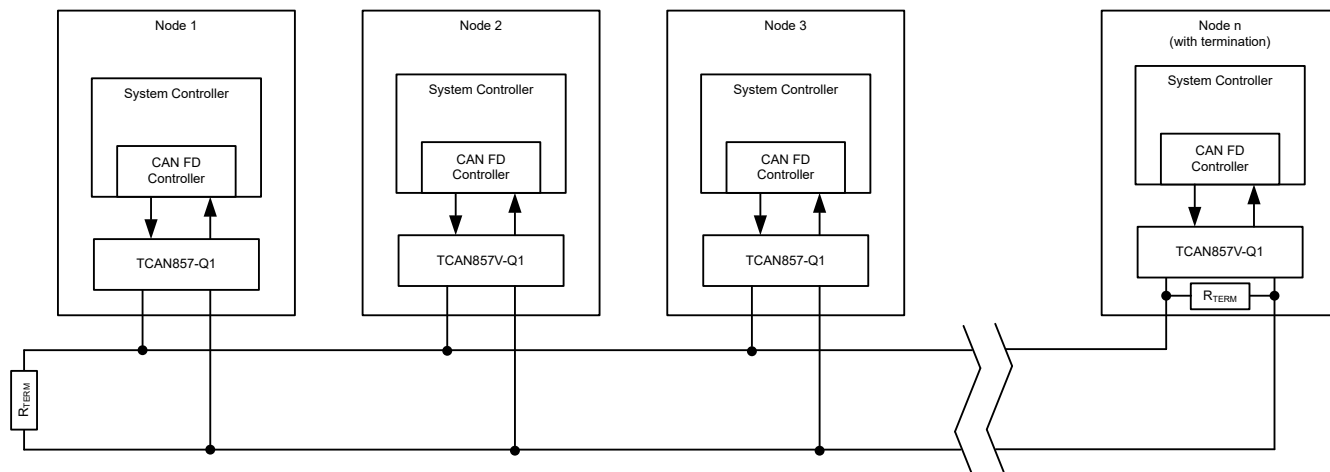 Node 1
System Controller
CAN FD
Controller
TCAN857-Q1
Node 2
System Controller
CAN FD
Controller
TCAN857V-Q1
Node 3
System Controller
CAN FD
Controller
TCAN857-Q1
Node n
(with termination)
System Controller
CAN FD
Controller
TCAN857V-Q1
RTERM
RTERM